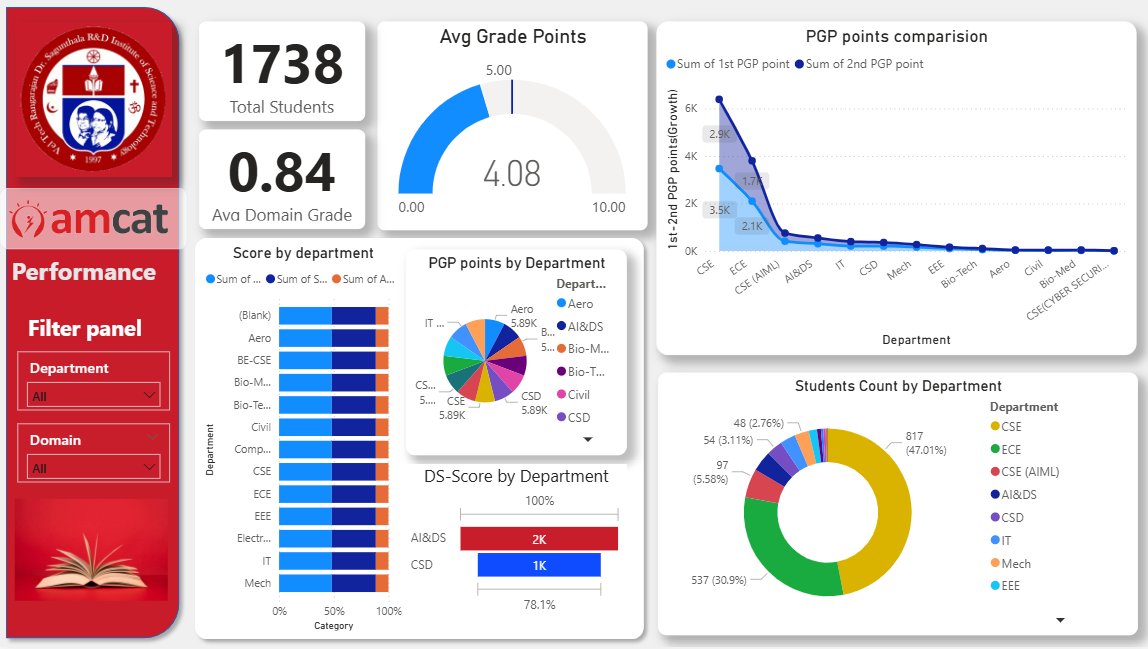 Vel Tech Rangarajan Dr. Sagunthala R&D Institute of Science and Technology
1997
amcat
Performance
Filter panel
Department
All
Domain
All
1738
Total Students
0.84
Avg Domain Grade
Avg Grade Points
5.00
4.08
0.00
10.00
PGP points comparision
Sum of 1st PGP point
Sum of 2nd PGP point
1st-2nd PGP points(Growth)
6K
4K
2K
0K
2.9K
1.7K
3.5K
2.1K
CSE
ECE
CSE (AIML)
AI&DS
IT
CSD
Mech
EEE
Bio-Tech
Aero
Civil
Bio-Med
CSE(CYBER SECURI...
Department
Score by department
Sum of ...
Sum of S...
Sum of A...
Department
(Blank)
Aero
BE-CSE
Bio-M...
Bio-Te...
Civil
Comp...
CSE
ECE
EEE
Electr...
IT
Mech
0%
50%
100%
Category
PGP points by Department
Aero
5.89K
B...
5...
CSD
5.89K
CSE
5.89K
CS...
5....
IT ...
Depart...
Aero
AI&DS
Bio-M...
Bio-T...
Civil
CSD
DS-Score by Department
100%
AI&DS
2K
CSD
1K
78.1%
Students Count by Department
48 (2.76%)
54 (3.11%)
97
(5.58%)
537 (30.9%)
817
(47.01%)
Department
CSE
ECE
CSE (AIML)
AI&DS
CSD
IT
Mech
EEE